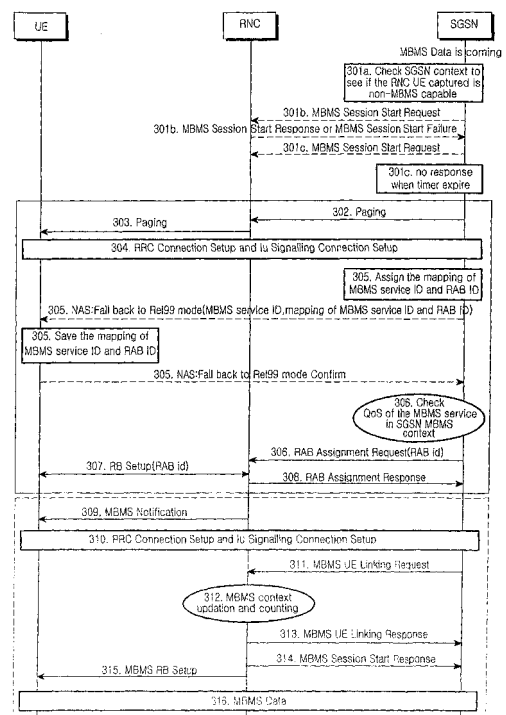 UE
RNC
SGSN
MBMS Data is coming
301a. Check SGSN context to
see if the RNC UE captured is
non-MBMS capable
301b. MBMS Session Start Request
301b. MBMS Session Start Response or MBMS Session Start Failure
301c. MBMS Session Start Request
301c. no response
when timer expire
302. Paging
303. Paging
304. RRC Connection Setup and Iu Signalling Connection Setup
305. Assign the mapping of
MBMS service ID and RAB ID
305. NAS:Fall back to Rel99 mode(MBMS service ID,mapping of MBMS service ID and RAB ID)
305. Save the mapping of
MBMS service ID and RAB ID
305. NAS:Fall back to Rel99 mode Confirm
306. Check
QoS of the MBMS service
in SGSN MBMS
context
306. RAB Assignment Request(RAB id)
307. RB Setup(RAB id)
308. RAB Assignment Response
309. MBMS Notification
310. RRC Connection Setup and Iu Signalling Connection Setup
311. MBMS UE Linking Request
312. MBMS context
updation and counting
313. MBMS UE Linking Response
314. MBMS Session Start Response
315. MBMS RB Setup
316. MBMS Data